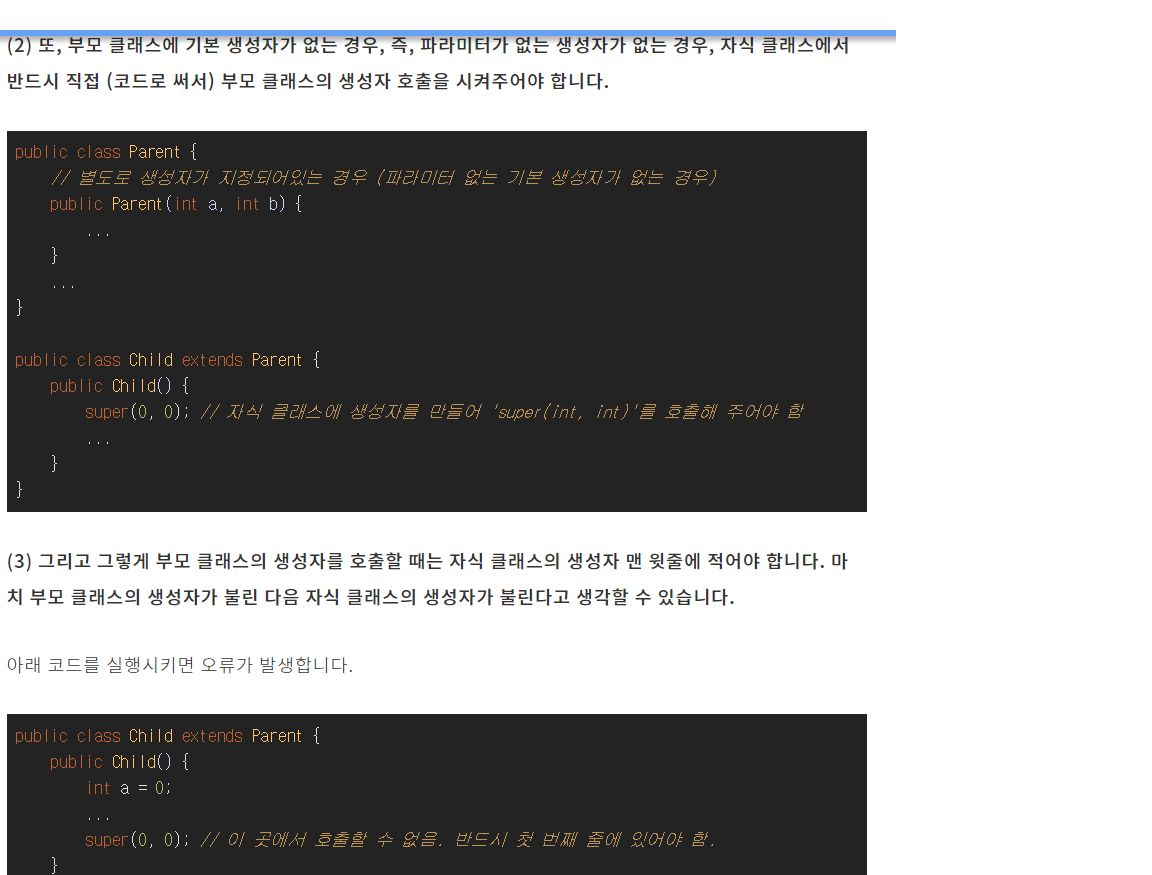 (2) 또, 부모 클래스에 기본 생성자가 없는 경우, 즉, 파라미터가 없는 생성자가 없는 경우, 자식 클래스에서
반드시 직접 (코드로 써서) 부모 클래스의 생성자 호출을 시켜주어야 합니다.
public class Parent {
    // 별도로 생성자가 지정되어있는 경우 (파라미터 없는 기본 생성자가 없는 경우)
    public Parent(int a, int b) {
        ...
    }
    ...
}
public class Child extends Parent {
    public Child() {
        super(0, 0); // 자식 클래스에 생성자를 만들어 'super(int, int)'를 호출해 주어야 함
        ...
    }
}
(3) 그리고 그렇게 부모 클래스의 생성자를 호출할 때는 자식 클래스의 생성자 맨 윗줄에 적어야 합니다. 마
치 부모 클래스의 생성자가 불린 다음 자식 클래스의 생성자가 불린다고 생각할 수 있습니다.
아래 코드를 실행시키면 오류가 발생합니다.
public class Child extends Parent {
    public Child() {
        int a = 0;
        ...
        super(0, 0); // 이 곳에서 호출할 수 없음. 반드시 첫 번째 줄에 있어야 함.
    }